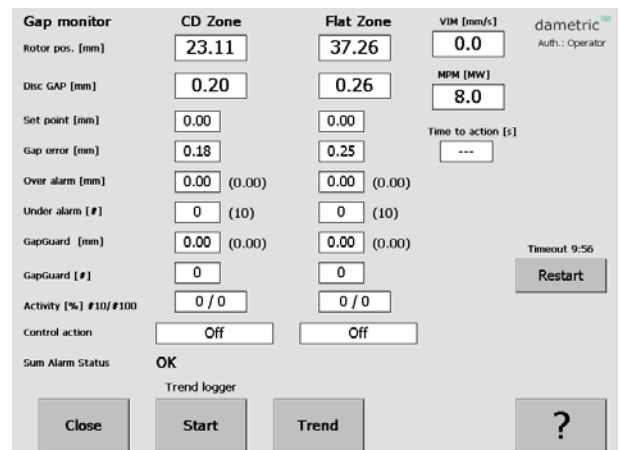 Gap monitor CD Zone Flat Zone VIM [mm/s] dametric
Rotor pos. [mm] 23.11 37.26 0.0 Auth.: Operator
Disc GAP [mm] 0.20 0.26 MPM [MW]
8.0
Set point [mm] 0.00 0.00
Time to action [s]
Gap error [mm] 0.18 0.25 ---
Over alarm [mm] 0.00 (0.00) 0.00 (0.00)
Under alarm [#] 0 (10) 0 (10)
GapGuard [mm] 0.00 (0.00) 0.00 (0.00) Timeout 9:56
GapGuard [#] 0 0 Restart
Activity [%] #10/#100 0 / 0 0 / 0
Control action Off Off
Sum Alarm Status OK
Trend logger
Close Start Trend ?